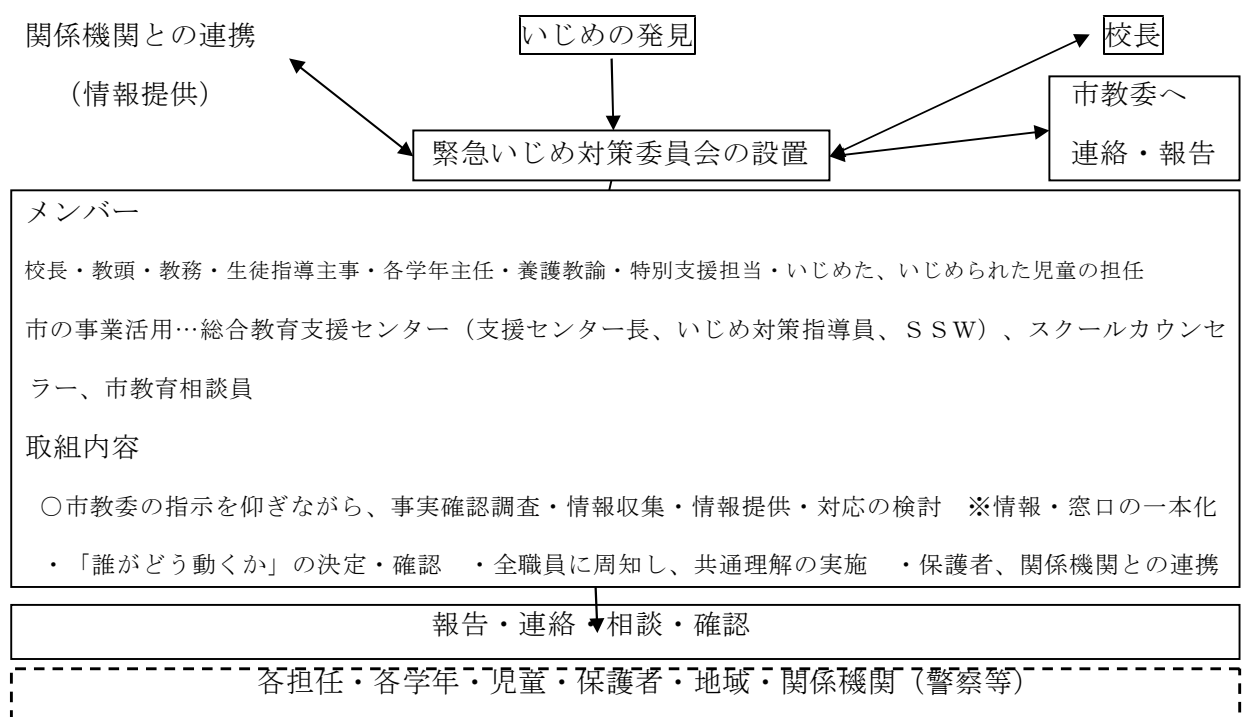 関係機関との連携
いじめの発見
校長
(情報提供)
市教委へ
連絡・報告
緊急いじめ対策委員会の設置
メンバー
校長・教頭・教務・生徒指導主事・各学年主任・養護教諭・特別支援担当・いじめた、いじめられた児童の担任
市の事業活用…総合教育支援センター（支援センター長、いじめ対策指導員、ＳＳＷ）、スクールカウンセ
ラー、市教育相談員
取組内容
○市教委の指示を仰ぎながら、事実確認調査・情報収集・情報提供・対応の検討　※情報・窓口の一本化
・「誰がどう動くか」の決定・確認　・全職員に周知し、共通理解の実施　・保護者、関係機関との連携
報告・連絡・相談・確認
各担任・各学年・児童・保護者・地域・関係機関（警察等）